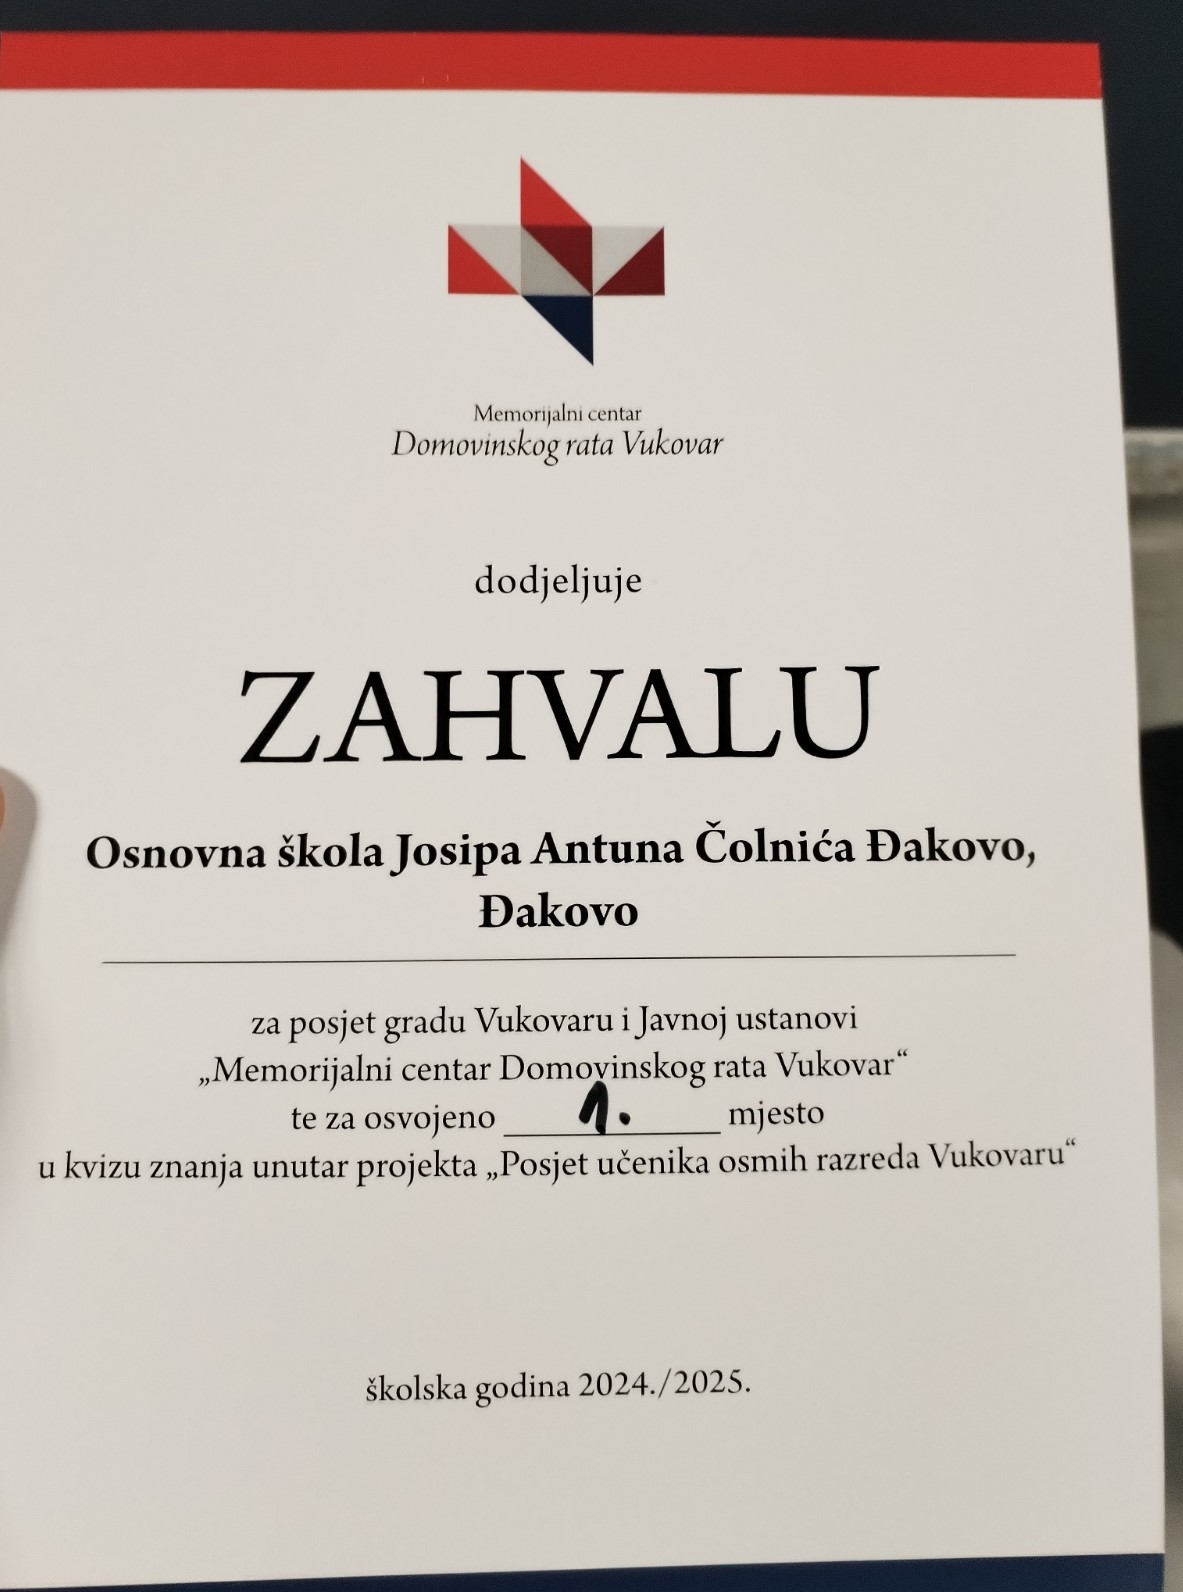 Memorijalni centar
Domovinskog rata Vukovar
dodjeljuje
ZAHVALU
Osnovna škola Josipa Antuna Čolnića Đakovo,
Đakovo
za posjet gradu Vukovaru i Javnoj ustanovi
„Memorijalni centar Domovinskog rata Vukovar“
te za osvojeno 1. mjesto
u kvizu znanja unutar projekta „Posjet učenika osmih razreda Vukovaru“
školska godina 2024./2025.